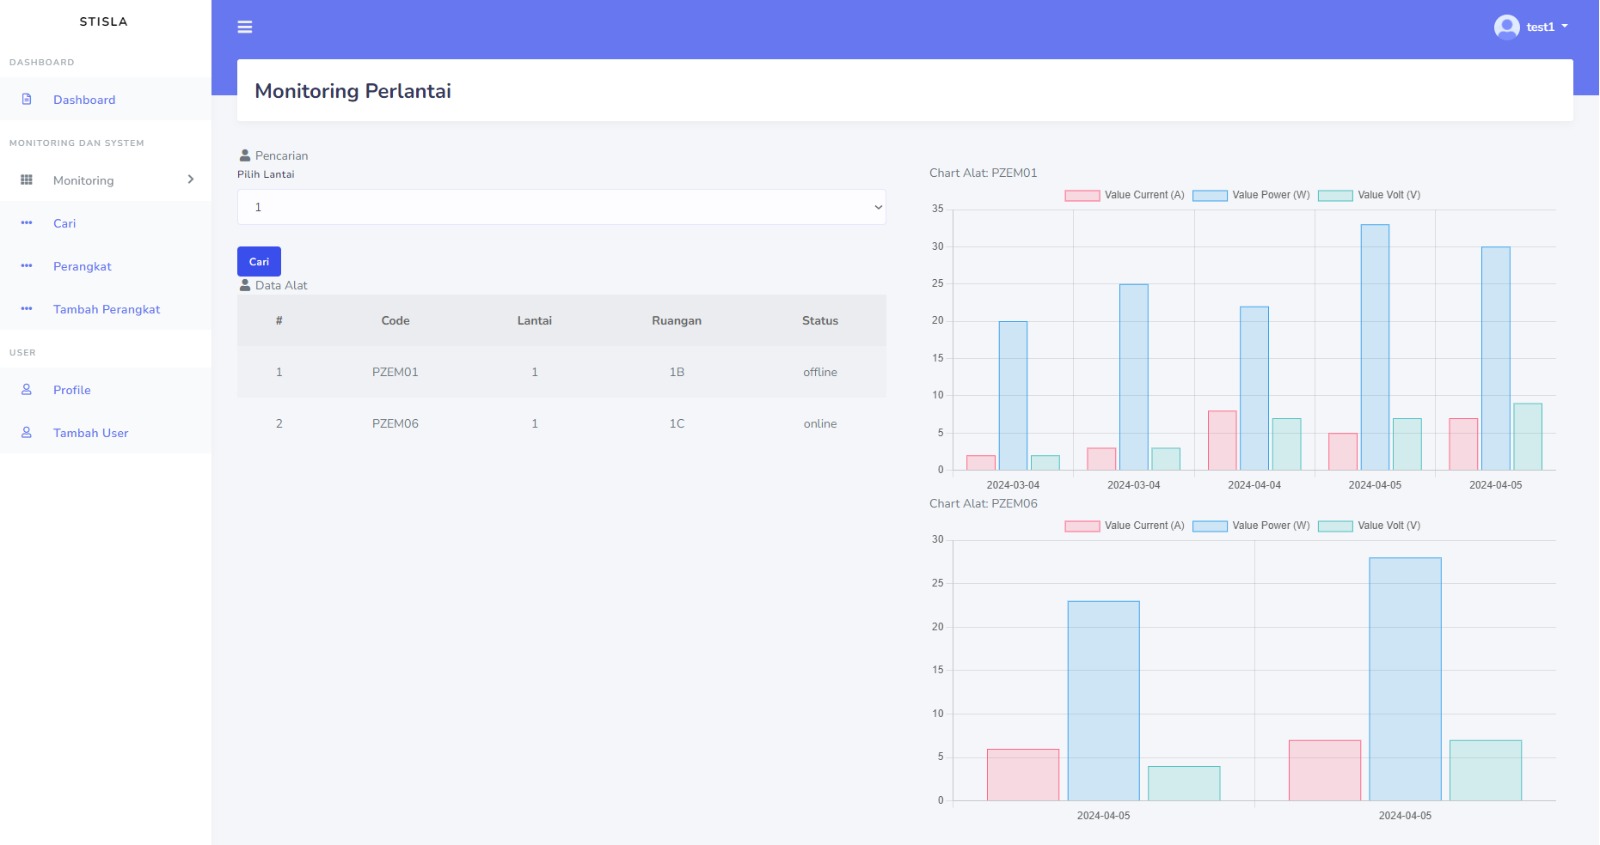 STISLA
test1
DASHBOARD
Dashboard
MONITORING DAN SYSTEM
Monitoring
Cari
Perangkat
Tambah Perangkat
USER
Profile
Tambah User
Monitoring Perlantai
Pencarian
Pilih Lantai
1
Cari
Data Alat
# Code Lantai Ruangan Status
1 PZEM01 1 1B offline
2 PZEM06 1 1C online
Chart Alat: PZEM01
Value Current (A) Value Power (W) Value Volt (V)
35
30
25
20
15
10
5
0
2024-03-04 2024-03-04 2024-04-04 2024-04-05 2024-04-05
Chart Alat: PZEM06
Value Current (A) Value Power (W) Value Volt (V)
30
25
20
15
10
5
0
2024-04-05 2024-04-05